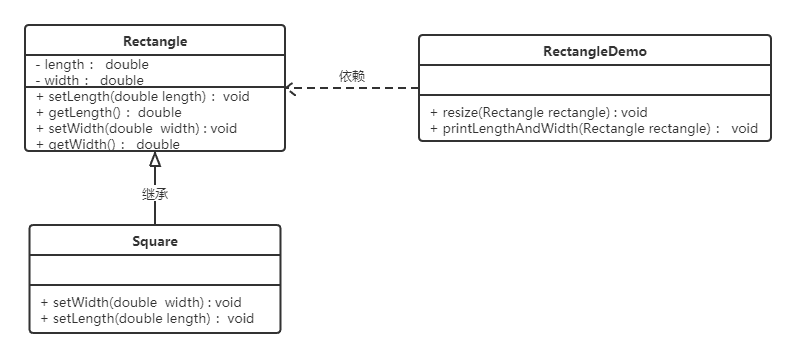 Rectangle
- length： double
- width： double
+ setLength(double length)： void
+ getLength()： double
+ setWidth(double  width) : void
+ getWidth()： double
依赖
RectangleDemo
+ resize(Rectangle rectangle) : void
+ printLengthAndWidth(Rectangle rectangle)： void
继承
Square
+ setWidth(double  width) : void
+ setLength(double length)： void